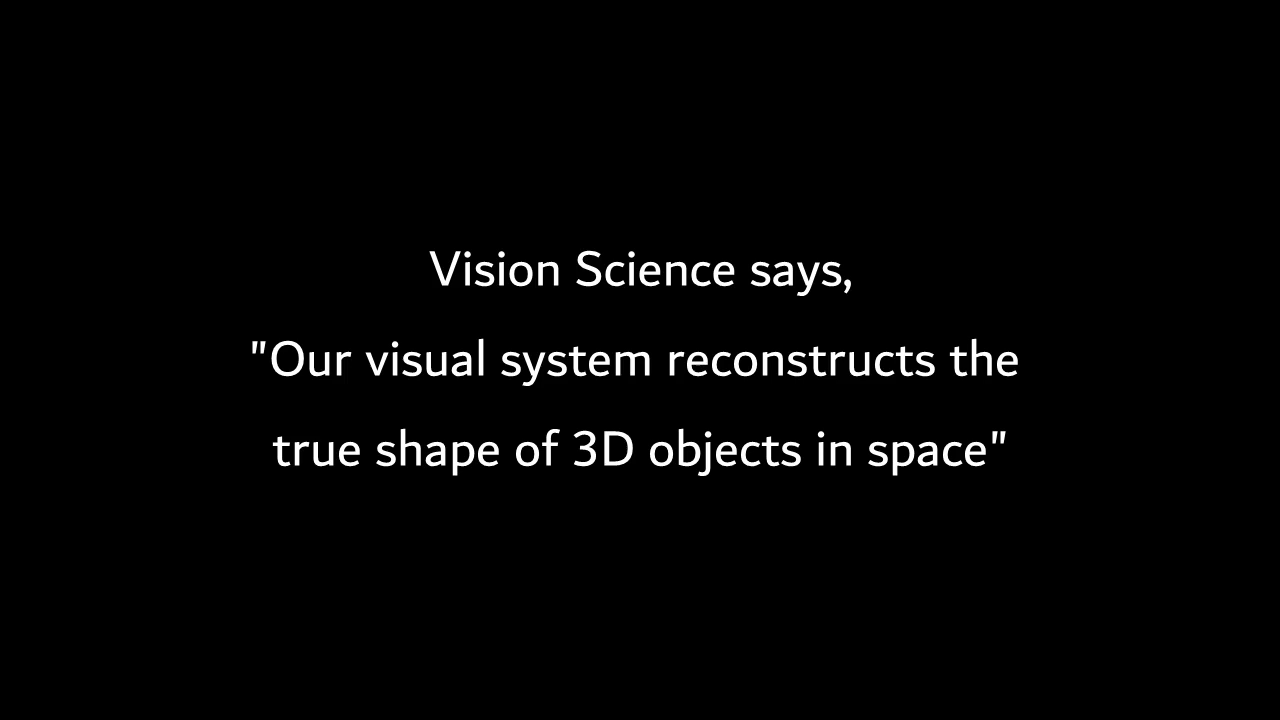 Vision Science says,
"Our visual system reconstructs the
true shape of 3D objects in space"